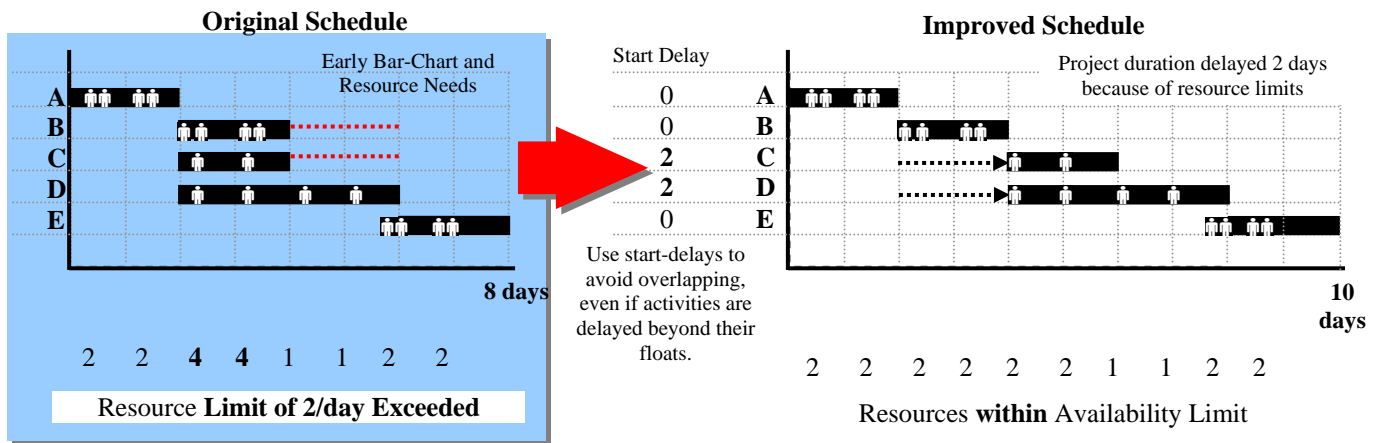 Original Schedule
Early Bar-Chart and
Resource Needs
A
B
C
D
E
8 days
2 2 4 4 1 1 2 2
Resource Limit of 2/day Exceeded
Start Delay
0
0
2
2
0
Use start-delays to
avoid overlapping,
even if activities are
delayed beyond their
floats.
Improved Schedule
Project duration delayed 2 days
because of resource limits
A
B
C
D
E
10
days
2 2 2 2 2 2 1 1 2 2
Resources within Availability Limit